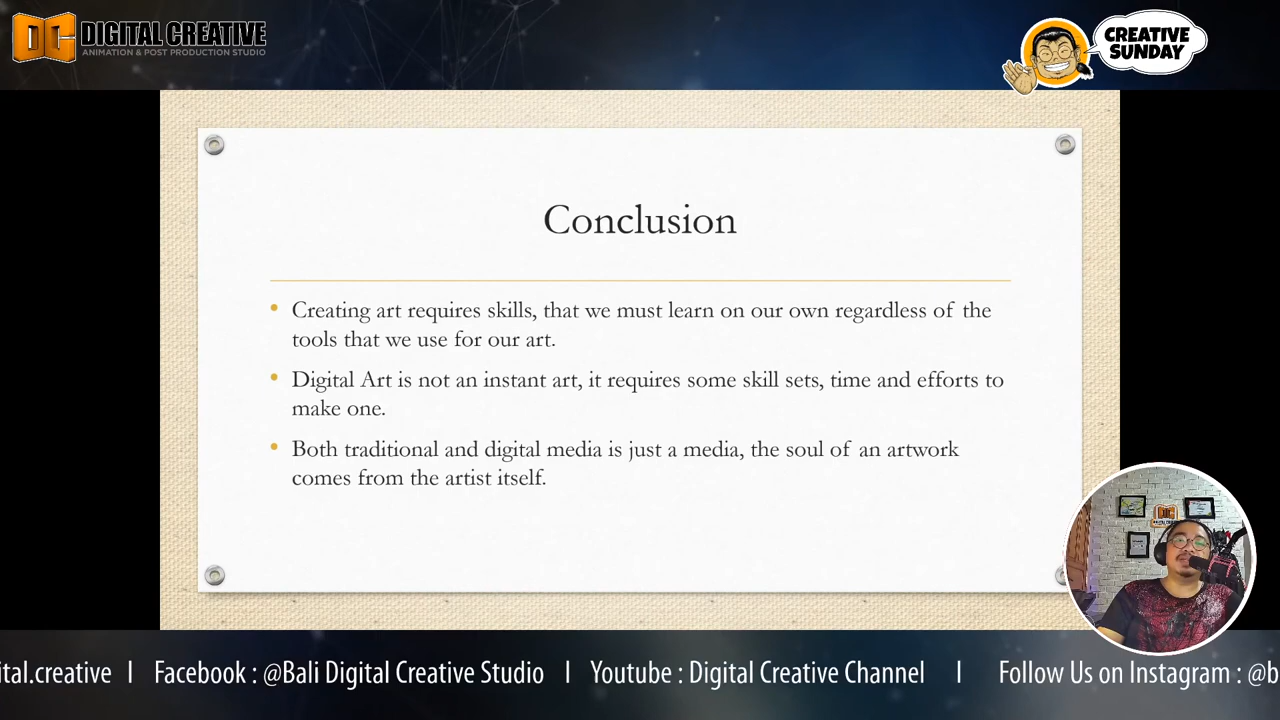 DC DIGITAL CREATIVE
ANIMATION & POST PRODUCTION STUDIO
CREATIVE
SUNDAY
Conclusion
• Creating art requires skills, that we must learn on our own regardless of the
tools that we use for our art.
• Digital Art is not an instant art, it requires some skill sets, time and efforts to
make one.
• Both traditional and digital media is just a media, the soul of an artwork
comes from the artist itself.
DC
ital.creative I Facebook : @Bali Digital Creative Studio I Youtube : Digital Creative Channel I Follow Us on Instagram : @b